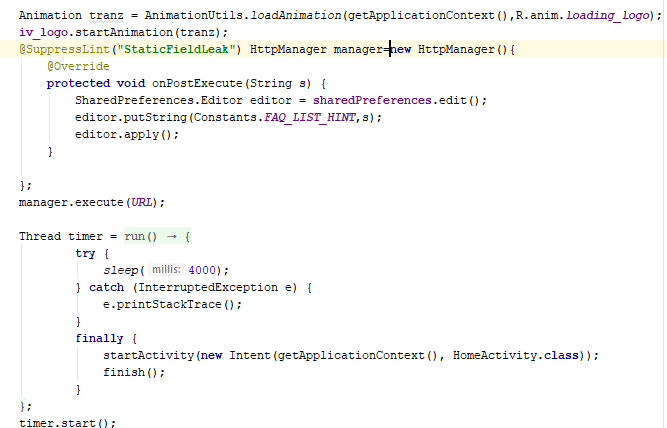 Animation tranz = AnimationUtils.loadAnimation(getApplicationContext(),R.anim.loading_logo);
iv_logo.startAnimation(tranz);
@SuppressLint("StaticFieldLeak") HttpManager manager=new HttpManager(){
@Override
protected void onPostExecute(String s) {
SharedPreferences.Editor editor = sharedPreferences.edit();
editor.putString(Constants.FAQ_LIST_HINT,s);
editor.apply();
}
};
manager.execute(URL);
Thread timer = run() → {
try {
sleep( millis: 4000);
} catch (InterruptedException e) {
e.printStackTrace();
}
finally {
startActivity(new Intent(getApplicationContext(), HomeActivity.class));
finish();
}
};
timer.start();